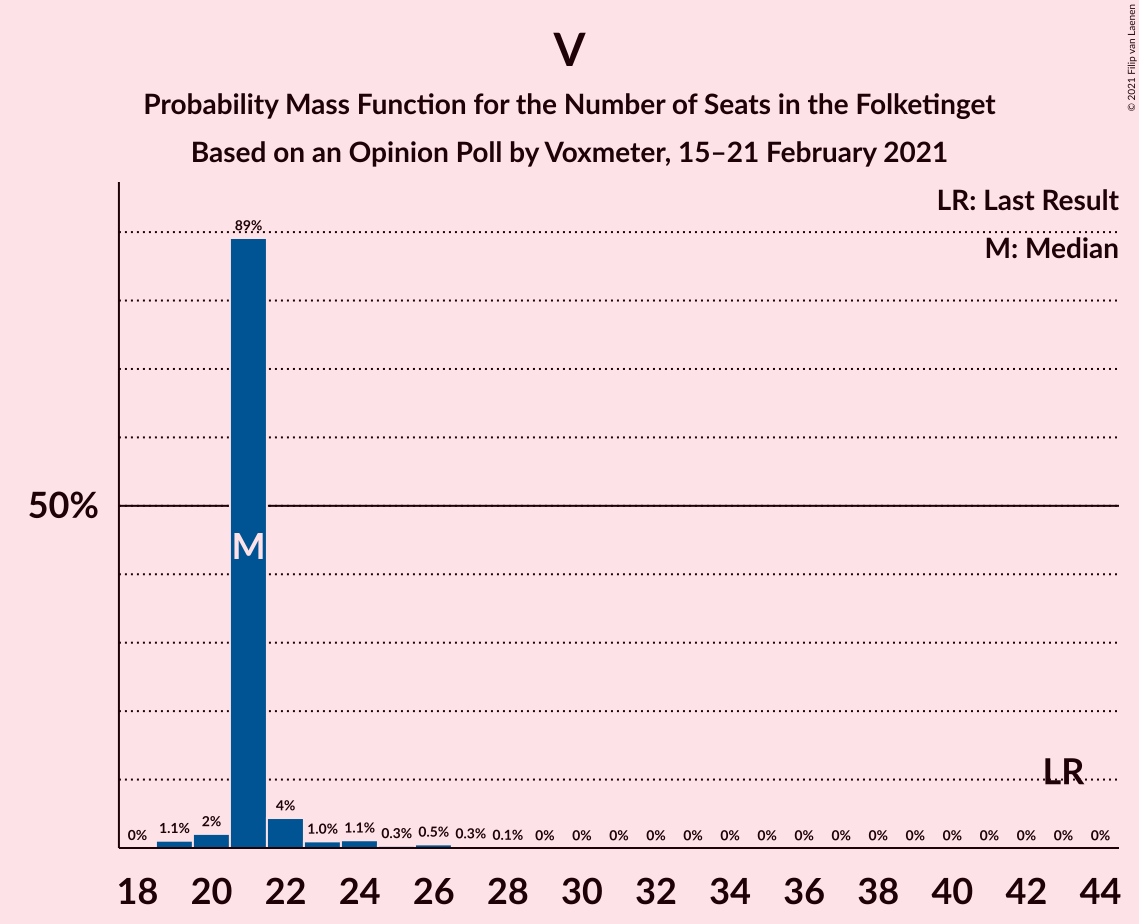 V
Probability Mass Function for the Number of Seats in the Folketinget
Based on an Opinion Poll by Voxmeter, 15–21 February 2021
© 2021 Filip van Laenen
LR: Last Result
M: Median
89%
50%
M
LR
0% 1.1% 2% 4% 1.0% 1.1% 0.3% 0.5% 0.3% 0.1% 0% 0% 0% 0% 0% 0% 0% 0% 0% 0% 0% 0% 0% 0% 0% 0%
18 20 22 24 26 28 30 32 34 36 38 40 42 44